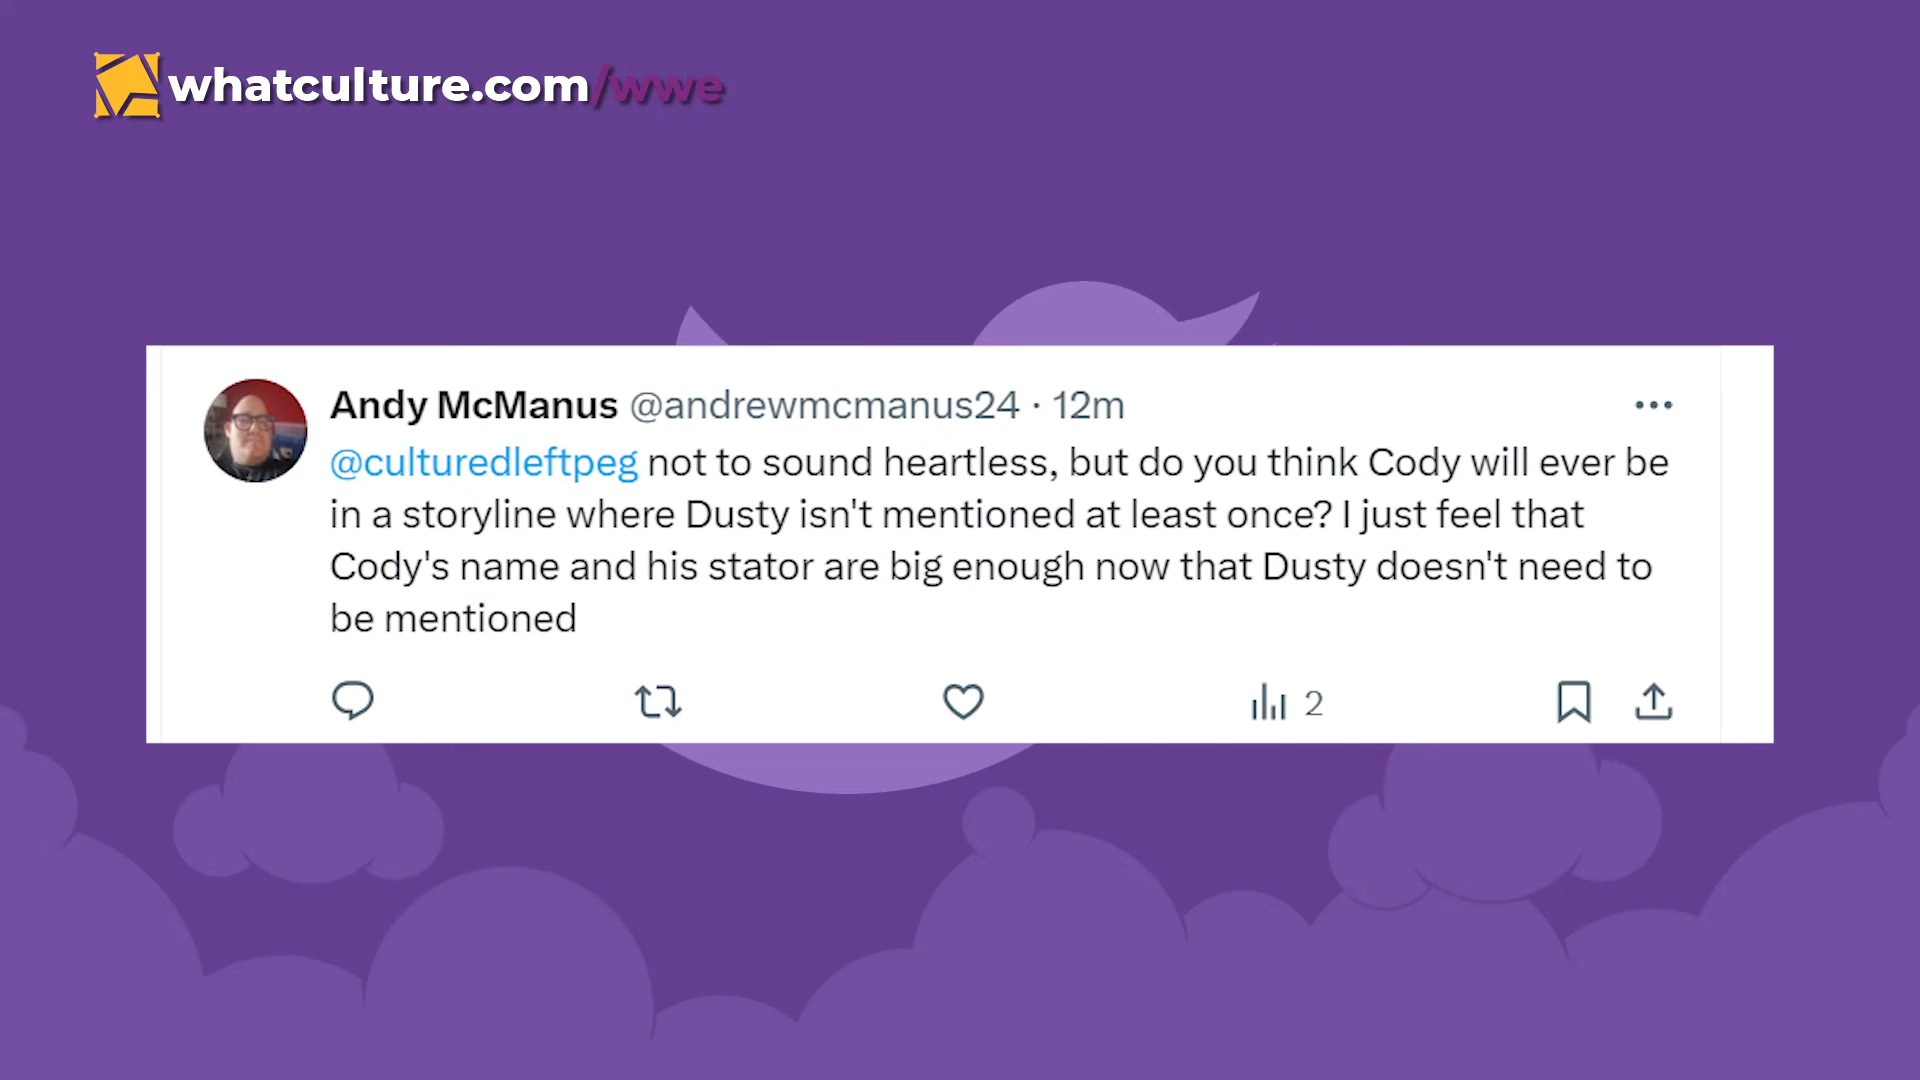 whatculture.com/wwe
Andy McManus @andrewmcmanus24 · 12m
@culturedleftpeg not to sound heartless, but do you think Cody will ever be
in a storyline where Dusty isn't mentioned at least once? I just feel that
Cody's name and his stator are big enough now that Dusty doesn't need to
be mentioned
2